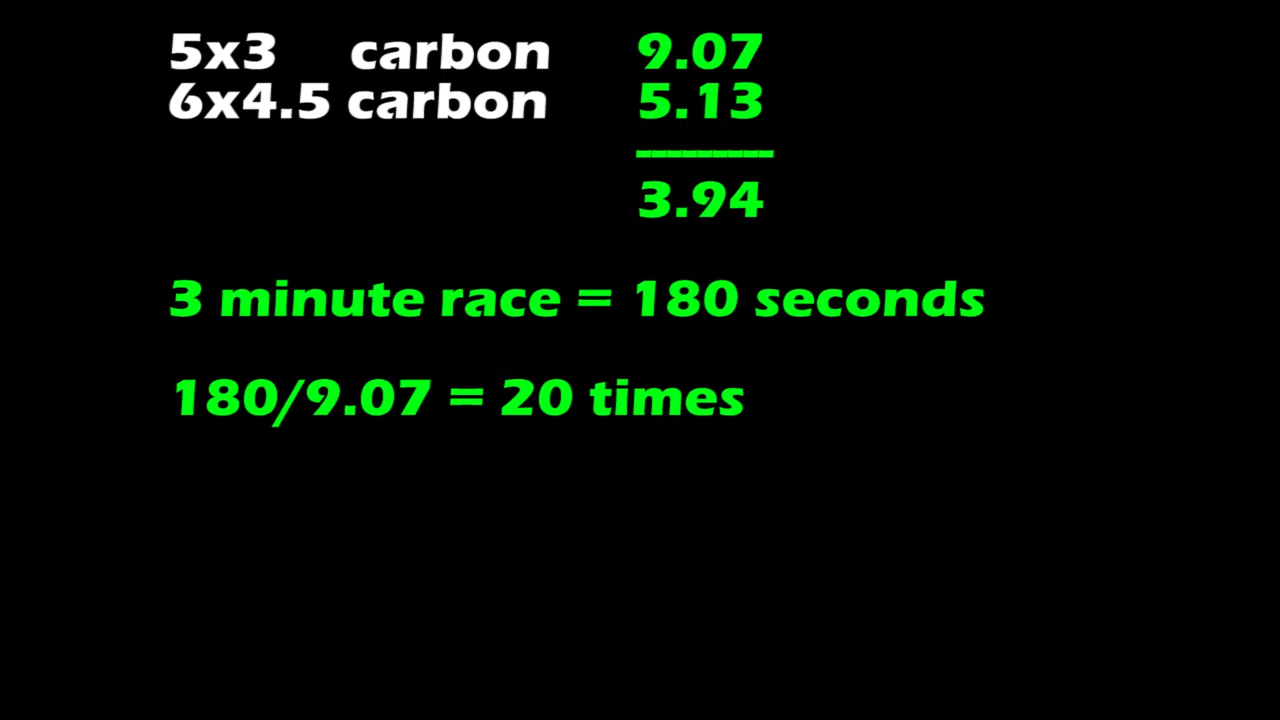 5x3 carbon 9.07
6x4.5 carbon 5.13
---------
3.94
3 minute race = 180 seconds
180/9.07 = 20 times